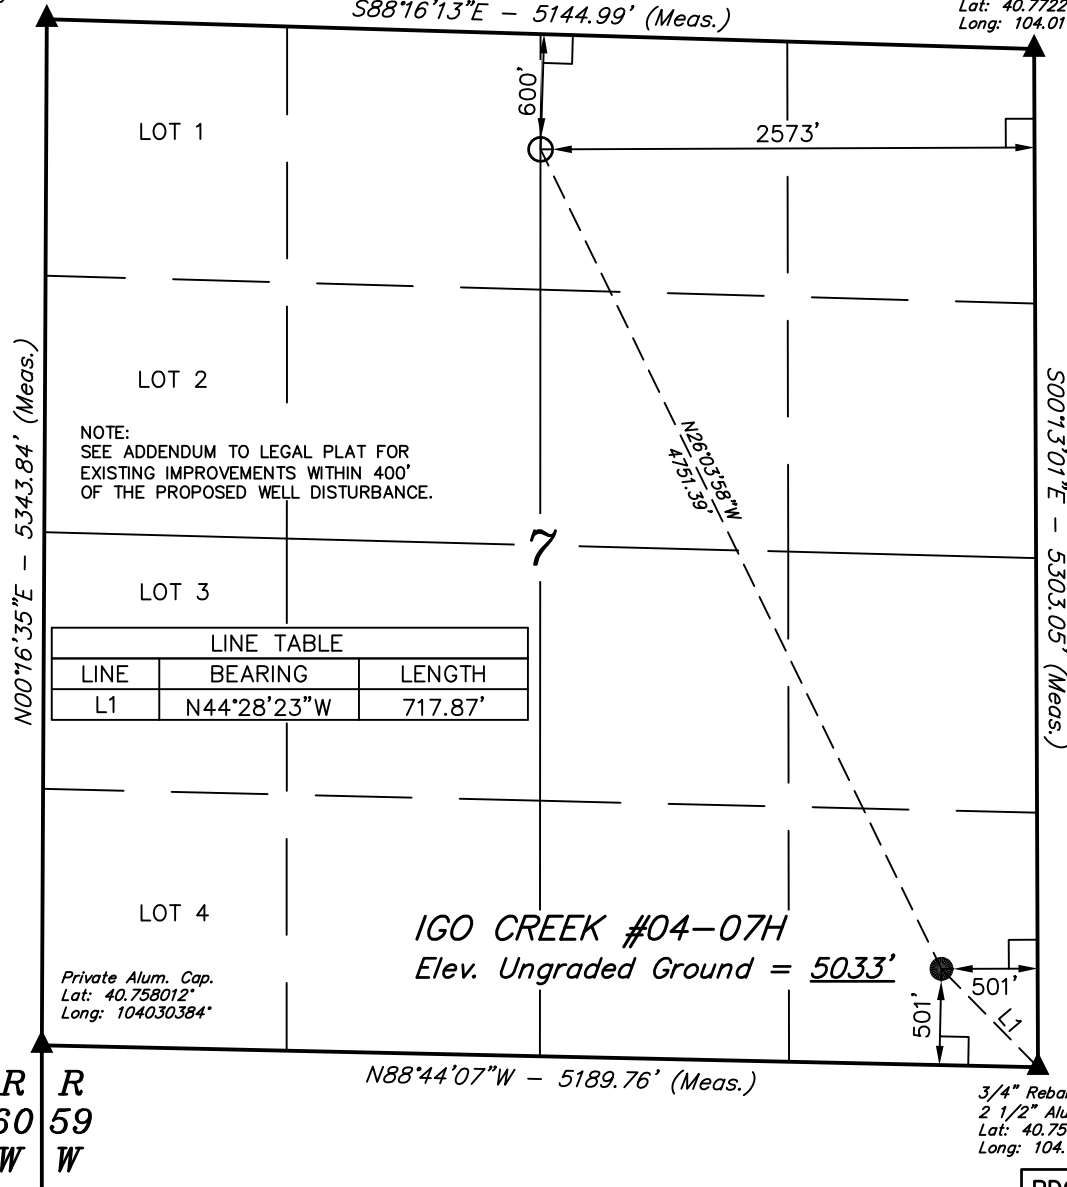 S88°16'13"E - 5144.99' (Meas.)
Lat: 40.7722
Long: 104.01
600'
2573'
LOT 1
LOT 2
NOTE:
SEE ADDENDUM TO LEGAL PLAT FOR
EXISTING IMPROVEMENTS WITHIN 400'
OF THE PROPOSED WELL DISTURBANCE.
N00°16'35"E - 5343.84' (Meas.)
N26°03'58"W
4751.39'
S00°13'01"E - 5303.05' (Meas.)
7
LOT 3
LINE TABLE
LINE BEARING LENGTH
L1 N44°28'23"W 717.87'
LOT 4
IGO CREEK #04-07H
Elev. Ungraded Ground = 5033'
Private Alum. Cap.
Lat: 40.758012°
Long: 104030384°
501'
501'
L1
N88°44'07"W - 5189.76' (Meas.)
R R
60 59
W W
3/4" Reba
2 1/2" Alu
Lat: 40.75
Long: 104.